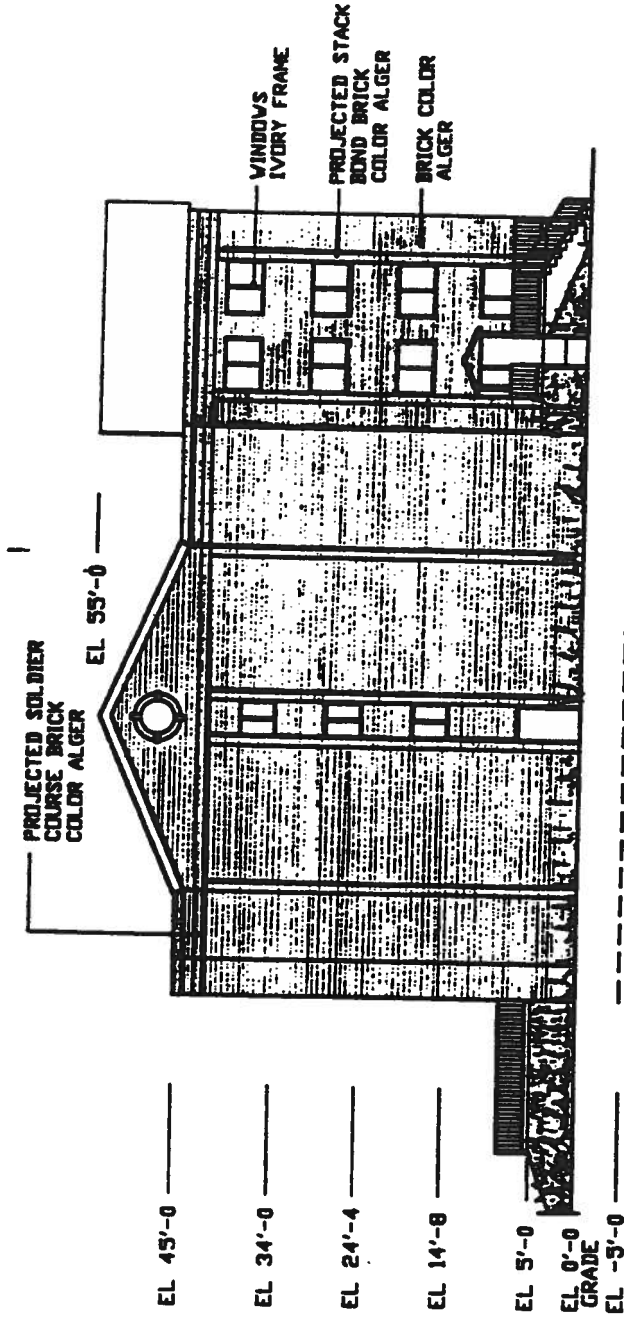 PROJECTED SOLDIER
COURSE BRICK
COLOR ALGER
EL 55'-0
WINDOWS
IVORY FRAME
PROJECTED STACK
BOND BRICK
COLOR ALGER
BRICK COLOR
ALGER
EL 45'-0
EL 34'-0
EL 24'-4
EL 14'-8
EL 5'-0
EL 0'-0
GRADE
EL -5'-0